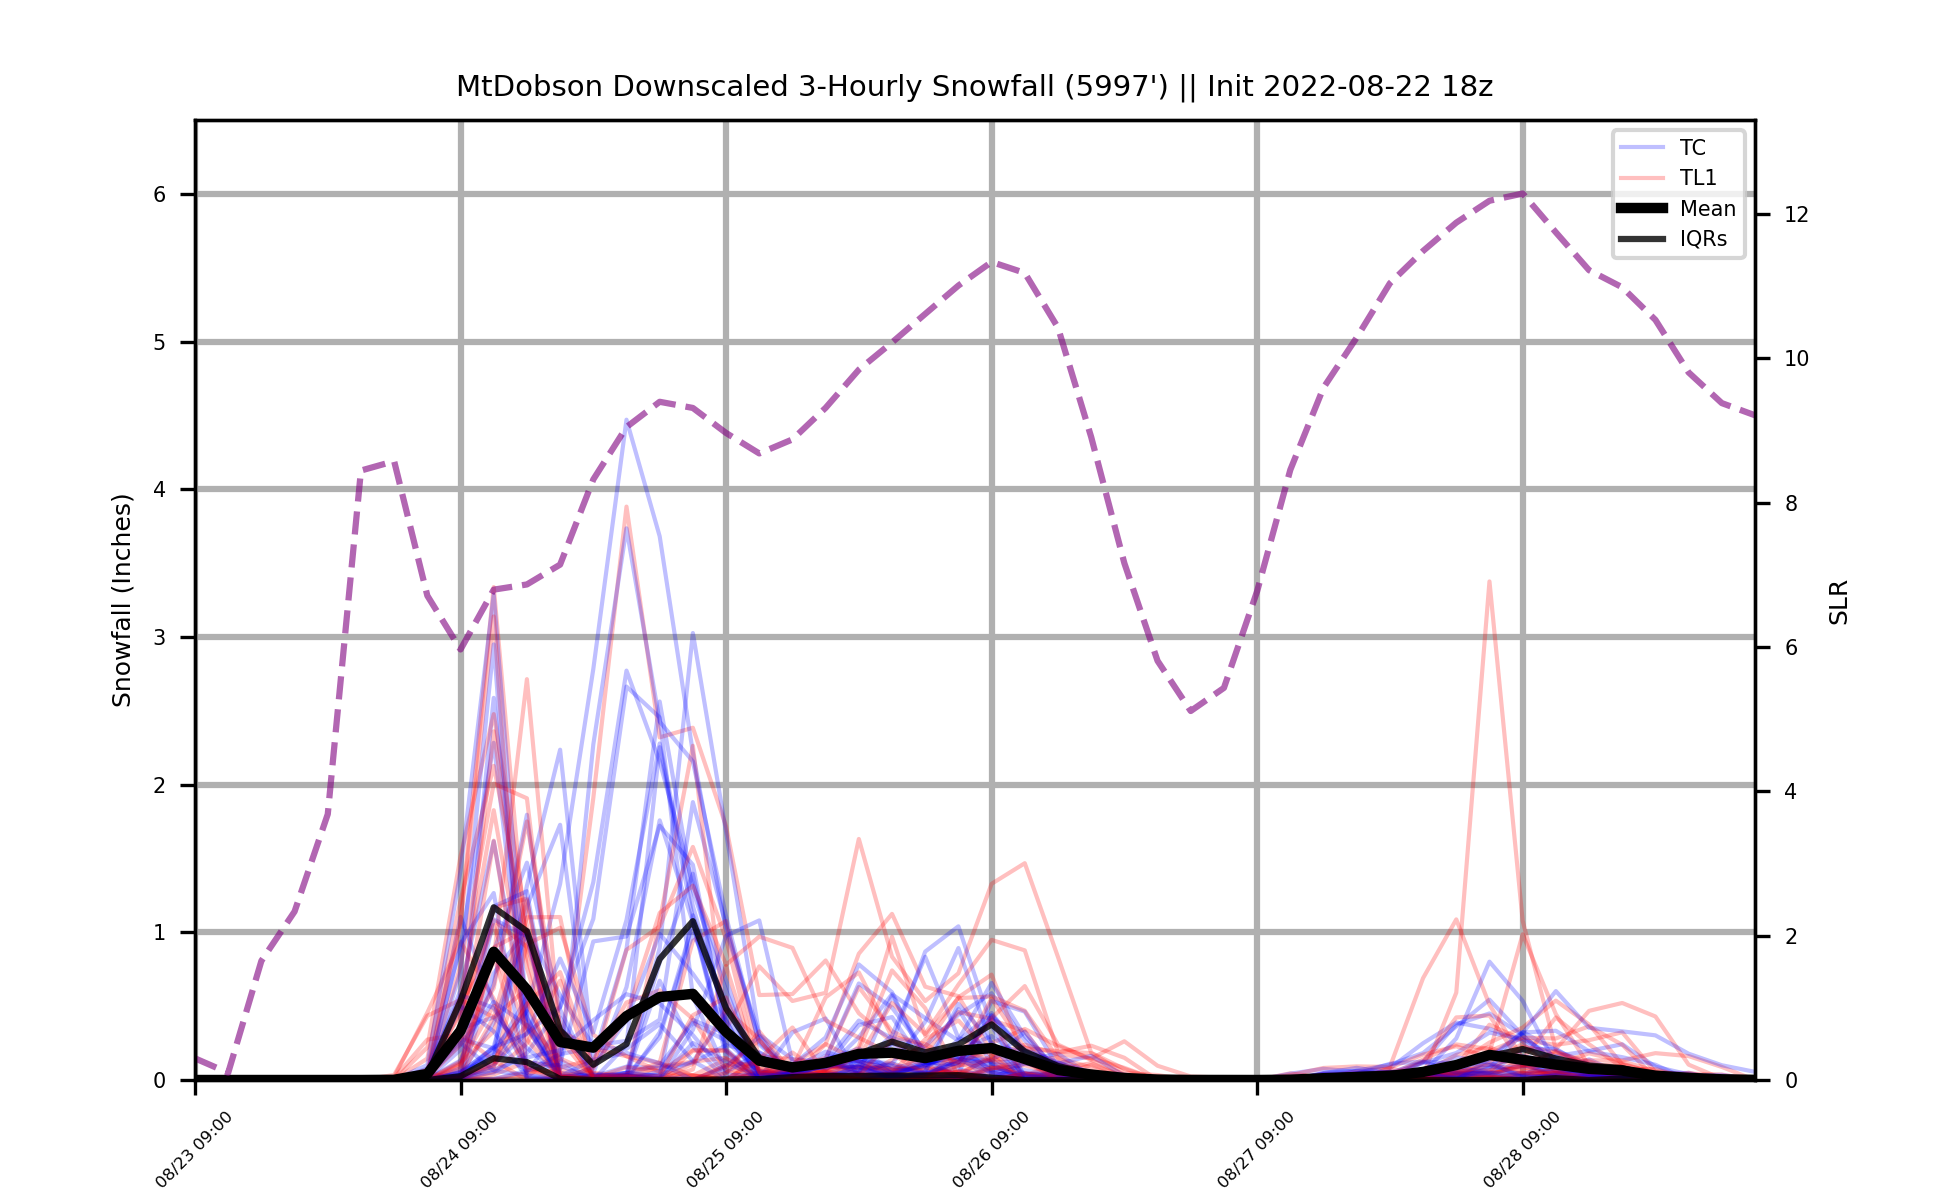 MtDobson Downscaled 3-Hourly Snowfall (5997') || Init 2022-08-22 18z
TC
TL1
Mean
IQRs
Snowfall (Inches)
6
5
4
3
2
1
0
SLR
12
10
8
6
4
2
0
08/23 09:00
08/24 09:00
08/25 09:00
08/26 09:00
08/27 09:00
08/28 09:00